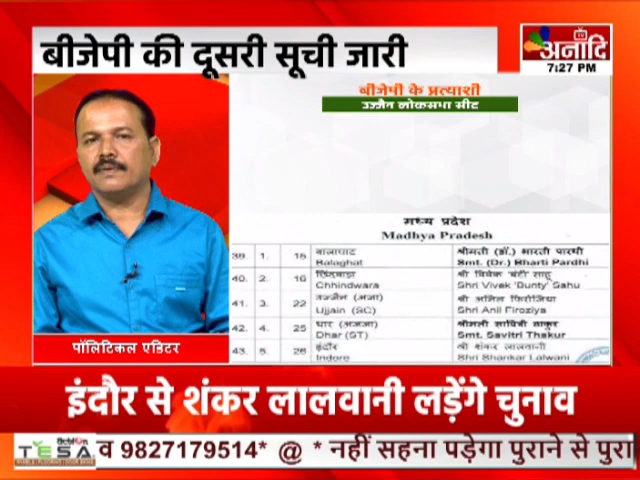 बीजेपी की दूसरी सूची जारी
अनादि TV
7:27 PM
बीजेपी के प्रत्याशी
उज्जैन लोकसभा सीट
मध्य प्रदेश
Madhya Pradesh
39. 1. 15 बालाघाट श्रीमती (डॉ.) भारती पारधी
Balaghat Smt. (Dr.) Bharti Pardhi
40. 2. 16 छिंदवाड़ा श्री विवेक 'बंटी' साहू
Chhindwara Shri Vivek 'Bunty' Sahu
41. 3. 22 उज्जैन (अजा) श्री अनिल फिरोजिया
Ujjain (SC) Shri Anil Firoziya
42. 4. 25 धार (अजजा) श्रीमती सावित्री ठाकुर
Dhar (ST) Smt. Savitri Thakur
43. 5. 26 इंदौर श्री शंकर लालवानी
Indore Shri Shankar Lalwani
पॉलिटिकल एडिटर
इंदौर से शंकर लालवानी लड़ेंगे चुनाव
TESA व 9827179514* @ * नहीं सहना पड़ेगा पुराने से पुरा